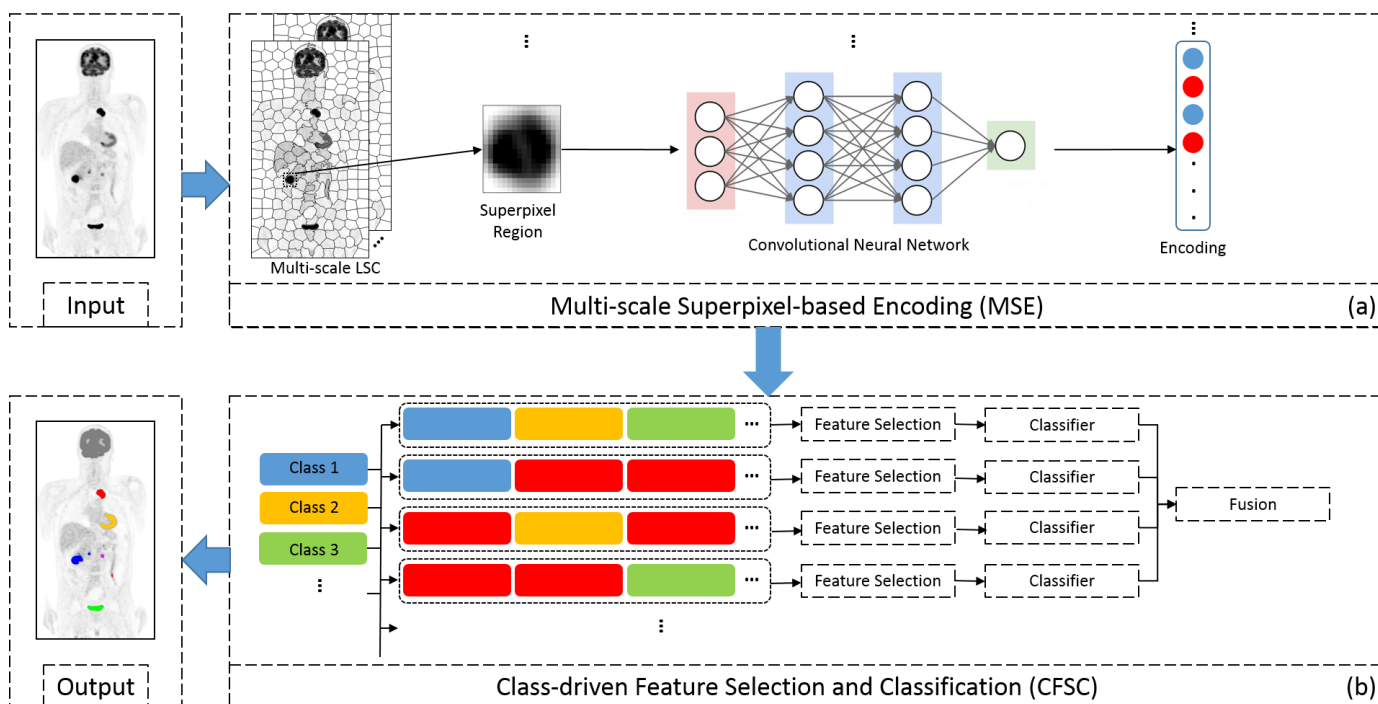 Input
Multi-scale LSC
Superpixel
Region
Convolutional Neural Network
Encoding
Multi-scale Superpixel-based Encoding (MSE)
(a)
Class 1
Class 2
Class 3
Feature Selection
Classifier
Feature Selection
Classifier
Feature Selection
Classifier
Feature Selection
Classifier
Fusion
Output
Class-driven Feature Selection and Classification (CFSC)
(b)